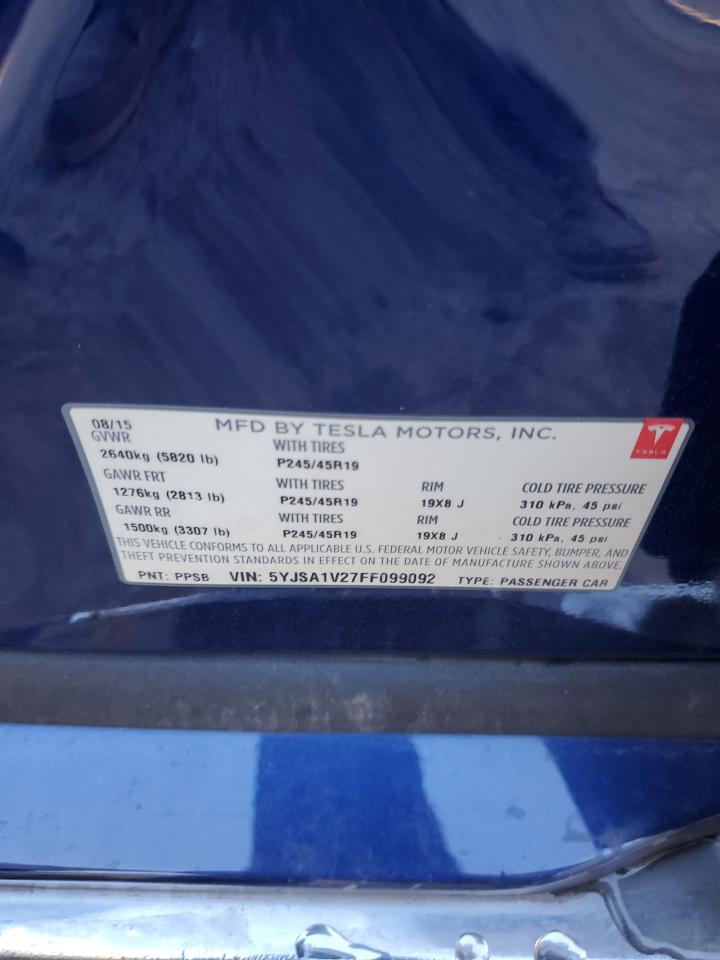 08/15 MFD BY TESLA MOTORS, INC.
GVWR WITH TIRES
2640kg (5820 lb) P245/45R19
TESLA
GAWR FRT WITH TIRES RIM COLD TIRE PRESSURE
1276kg (2813 lb) P245/45R19 19X8 J 310 kPa, 45 psi
GAWR RR WITH TIRES RIM COLD TIRE PRESSURE
1500kg (3307 lb) P245/45R19 19X8 J 310 kPa, 45 psi
THIS VEHICLE CONFORMS TO ALL APPLICABLE U.S. FEDERAL MOTOR VEHICLE SAFETY, BUMPER, AND
THEFT PREVENTION STANDARDS IN EFFECT ON THE DATE OF MANUFACTURE SHOWN ABOVE.
PNT: PPSB VIN: 5YJSA1V27FF099092 TYPE: PASSENGER CAR